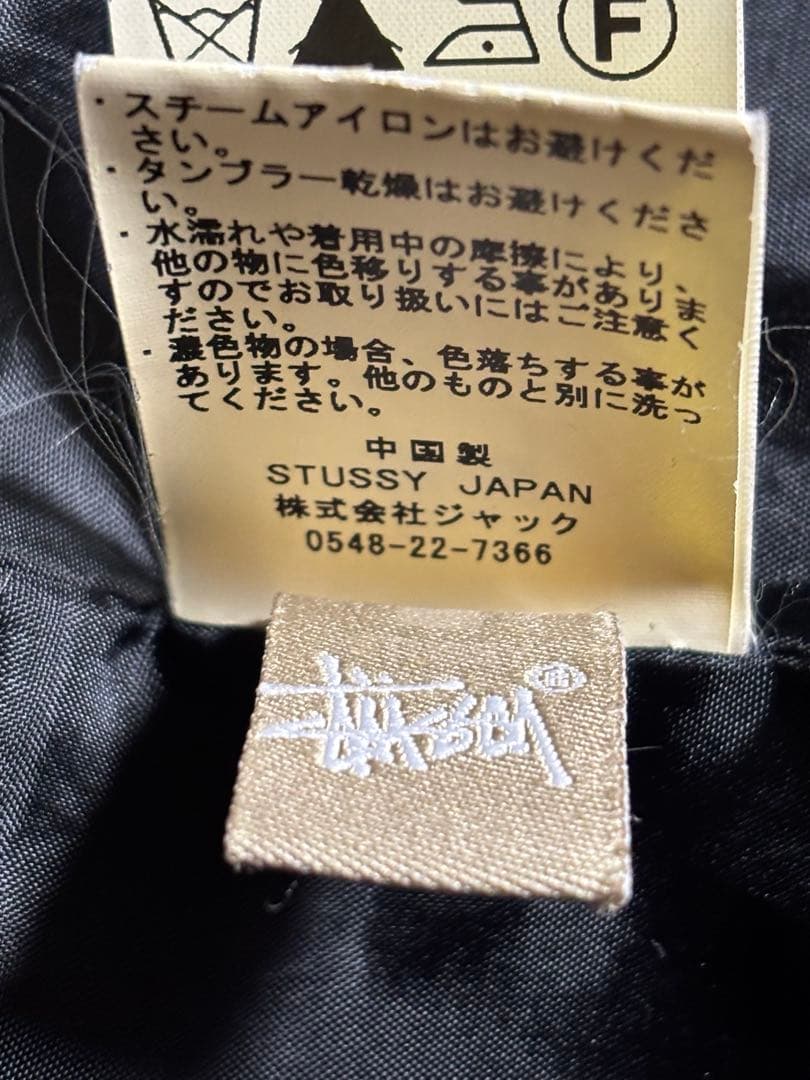 F
・スチームアイロンはお避けくだ
さい。
・タンブラー乾燥はお避けくださ
い。
・水濡れや着用中の摩擦により、
他の物に色移りする事がありま
すのでお取り扱いにはご注意く
ださい。
・濃色物の場合、色落ちする事が
あります。他のものと別に洗っ
てください。
中国製
STUSSY JAPAN
株式会社ジャック
0548-22-7366
Stüssy